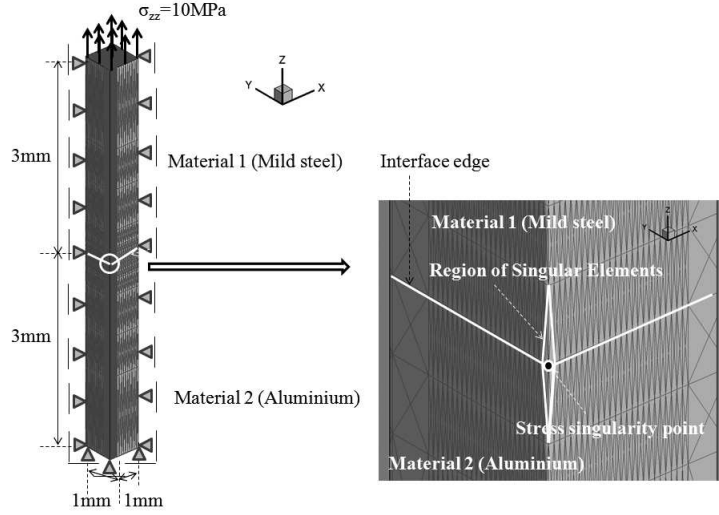 σzz=10MPa
Z
Y
X
3mm
Material 1 (Mild steel)
3mm
Material 2 (Aluminium)
1mm
1mm
Interface edge
Material 1 (Mild steel)
Z
X
Region of Singular Elements
Stress singularity point
Material 2 (Aluminium)